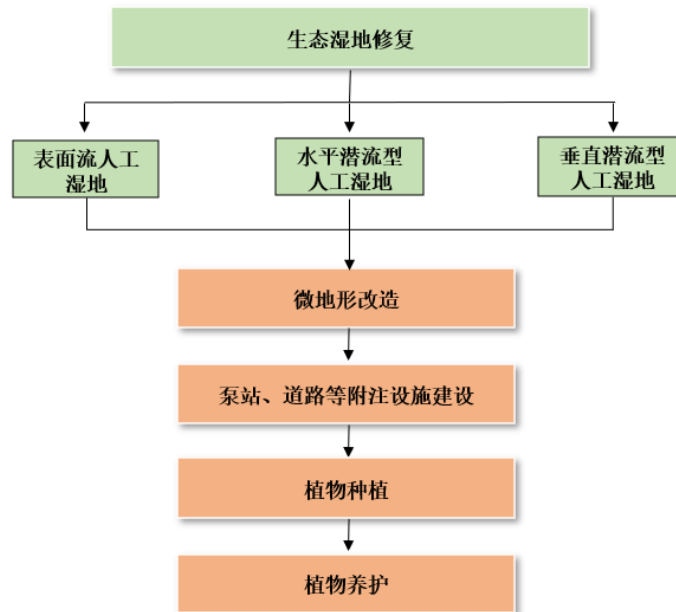 生态湿地修复
表面流人工
湿地
水平潜流型
人工湿地
垂直潜流型
人工湿地
微地形改造
泵站、道路等附注设施建设
植物种植
植物养护